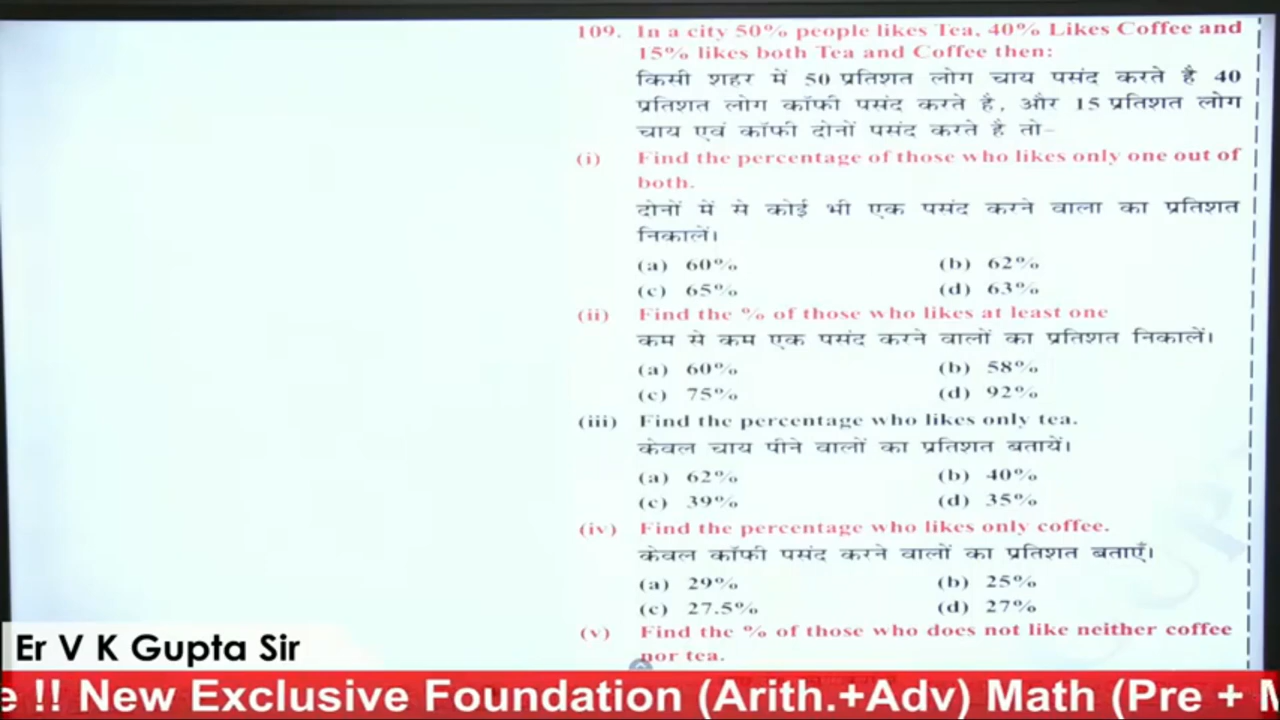 109. In a city 50% people likes Tea, 40% Likes Coffee and
15% likes both Tea and Coffee then:
किसी शहर में 50 प्रतिशत लोग चाय पसंद करते है 40
प्रतिशत लोग कॉफी पसंद करते है, और 15 प्रतिशत लोग
चाय एवं कॉफी दोनों पसंद करते है तो-
(i) Find the percentage of those who likes only one out of
both.
दोनों में से कोई भी एक पसंद करने वाला का प्रतिशत
निकालें।
(a) 60% (b) 62%
(c) 65% (d) 63%
(ii) Find the % of those who likes at least one
कम से कम एक पसंद करने वालों का प्रतिशत निकालें।
(a) 60% (b) 58%
(c) 75% (d) 92%
(iii) Find the percentage who likes only tea.
केवल चाय पीने वालों का प्रतिशत बतायें।
(a) 62% (b) 40%
(c) 39% (d) 35%
(iv) Find the percentage who likes only coffee.
केवल कॉफी पसंद करने वालों का प्रतिशत बताएँ।
(a) 29% (b) 25%
(c) 27.5% (d) 27%
(v) Find the % of those who does not like neither coffee
nor tea.
Er V K Gupta Sir
e !! New Exclusive Foundation (Arith.+Adv) Math (Pre + M